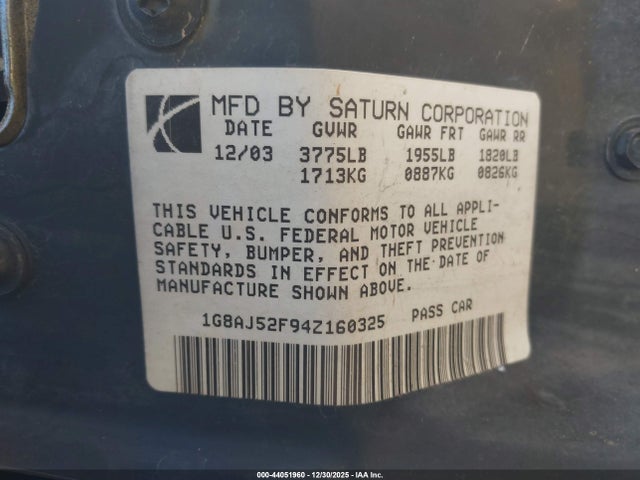 MFD BY SATURN CORPORATION
DATE GVWR GAWR FRT GAWR RR
12/03 3775LB 1955LB 1820LB
1713KG 0887KG 0826KG
THIS VEHICLE CONFORMS TO ALL APPLI-
CABLE U.S. FEDERAL MOTOR VEHICLE
SAFETY, BUMPER, AND THEFT PREVENTION
STANDARDS IN EFFECT ON THE DATE OF
MANUFACTURE SHOWN ABOVE.
1G8AJ52F94Z160325 PASS CAR
000-44051960 - 12/30/2025 - IAA Inc.